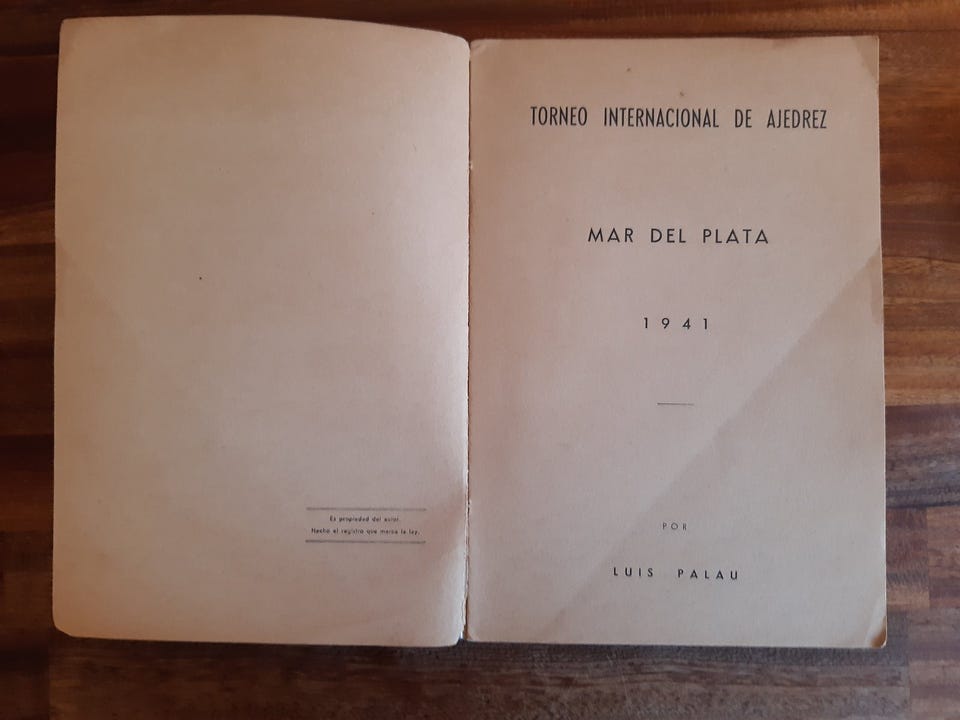 Es propiedad del autor.
Hecho el registro que marca la ley.
TORNEO INTERNACIONAL DE AJEDREZ
MAR DEL PLATA
1941
POR
LUIS PALAU